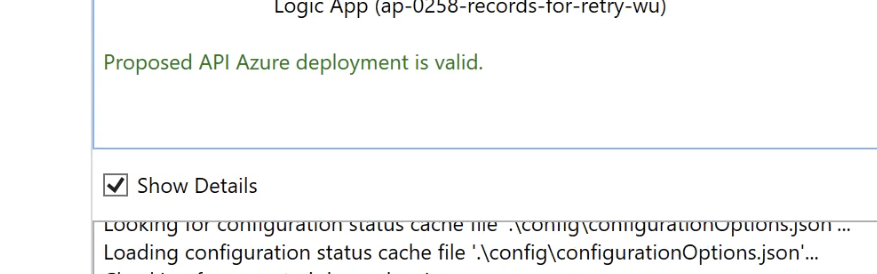 Logic App (ap-0258-records-for-retry-wu)
Proposed API Azure deployment is valid.
Show Details
Looking for configuration status cache file '.\config\configurationOptions.json'...
Loading configuration status cache file '.\config\configurationOptions.json'...